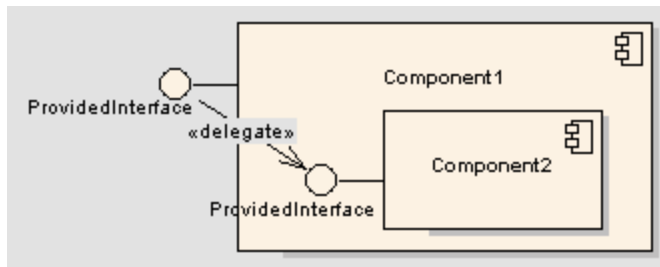 Component1
ProvidedInterface
«delegate»
Component2
ProvidedInterface